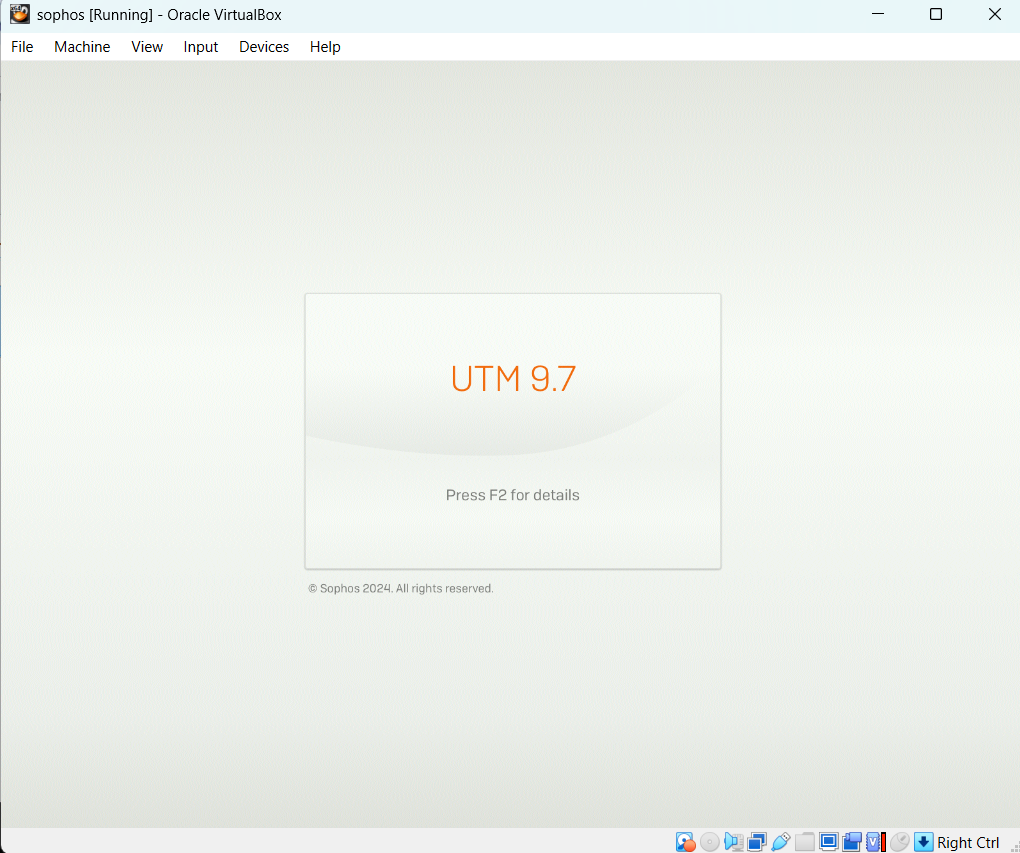 sophos [Running] - Oracle VirtualBox
File Machine View Input Devices Help
UTM 9.7
Press F2 for details
© Sophos 2024. All rights reserved.
Right Ctrl